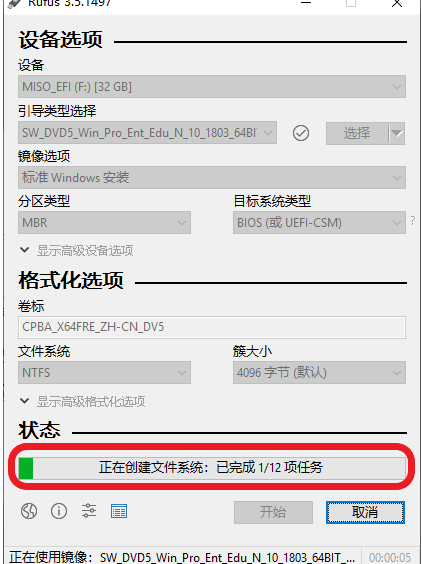 Rufus 3.5.1497
设备选项
设备
MISO_EFI (F:) [32 GB]
引导类型选择
SW_DVD5_Win_Pro_Ent_Edu_N_10_1803_64BIT
选择
镜像选项
标准 Windows 安装
分区类型 目标系统类型
MBR BIOS (或 UEFI-CSM) ?
显示高级设备选项
格式化选项
卷标
CPBA_X64FRE_ZH-CN_DV5
文件系统 簇大小
NTFS 4096 字节 (默认)
显示高级格式化选项
状态
正在创建文件系统: 已完成 1/12 项任务
开始 取消
正在使用镜像: SW_DVD5_Win_Pro_Ent_Edu_N_10_1803_64BIT_... 00:00:05